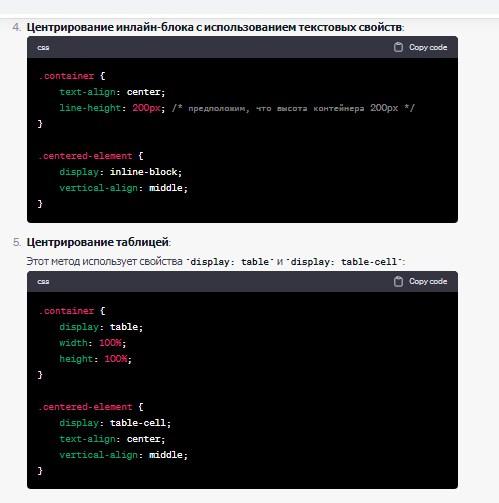 4. Центрирование инлайн-блока с использованием текстовых свойств:
css Copy code
.container {
    text-align: center;
    line-height: 200px; /* предположим, что высота контейнера 200px */
}
.centered-element {
    display: inline-block;
    vertical-align: middle;
}
5. Центрирование таблицей:
Этот метод использует свойства `display: table` и `display: table-cell`:
css Copy code
.container {
    display: table;
    width: 100%;
    height: 100%;
}
.centered-element {
    display: table-cell;
    text-align: center;
    vertical-align: middle;
}